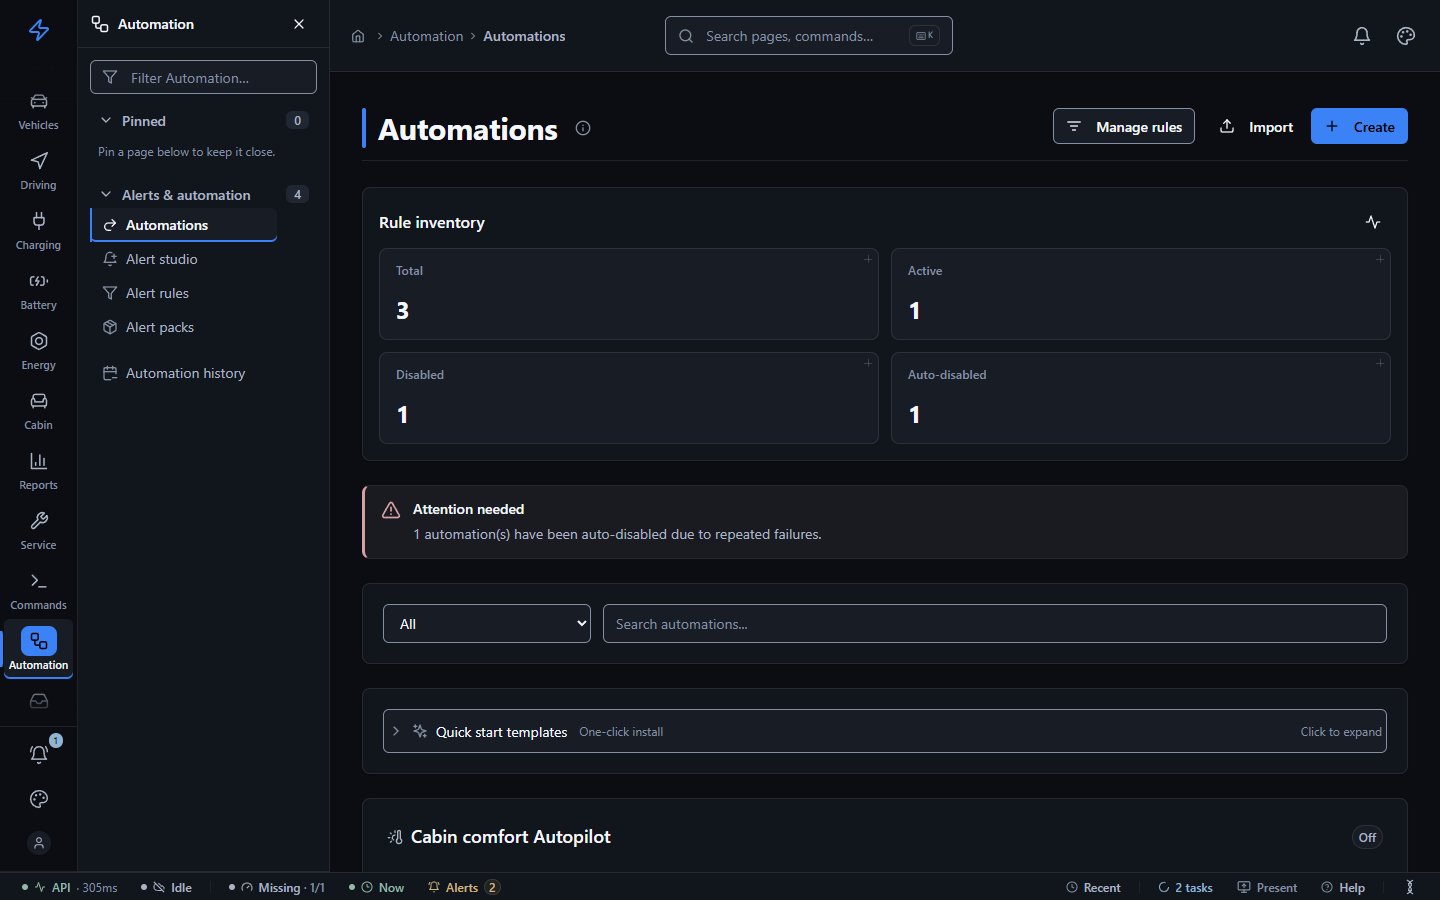 Automation
Automation
Automations
Search pages, commands...
K
Filter Automation...
Pinned
0
Pin a page below to keep it close.
Alerts & automation
4
Automations
Alert studio
Alert rules
Alert packs
Automation history
Vehicles
Driving
Charging
Battery
Energy
Cabin
Reports
Service
Commands
Automation
1
Automations
Manage rules
Import
Create
Rule inventory
Total
3
Active
1
Disabled
1
Auto-disabled
1
Attention needed
1 automation(s) have been auto-disabled due to repeated failures.
All
Search automations...
Quick start templates One-click install
Click to expand
Cabin comfort Autopilot
Off
API · 305ms
Idle
Missing · 1/1
Now
Alerts 2
Recent
2 tasks
Present
Help